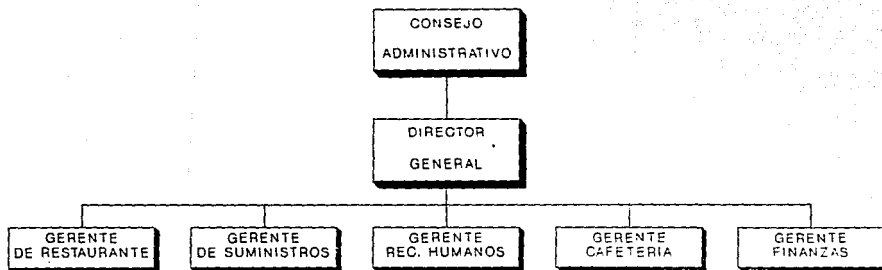 CONSEJO
ADMINISTRATIVO
DIRECTOR
GENERAL
GERENTE
DE RESTAURANTE
GERENTE
DE SUMINISTROS
GERENTE
REC. HUMANOS
GERENTE
CAFETERIA
GERENTE
FINANZAS